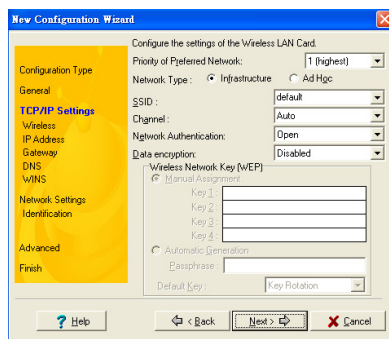 New Configuration Wizard
Configure the settings of the Wireless LAN Card.
Configuration Type
General
TCP/IP Settings
Wireless
IP Address
Gateway
DNS
WINS
Network Settings
Identification
Advanced
Finish
Priority of Preferred Network: 1 (highest)
Network Type : Infrastructure Ad Hoc
SSID : default
Channel : Auto
Network Authentication: Open
Data encryption: Disabled
Wireless Network Key (WEP)
Manual Assignment
Key 1 :
Key 2 :
Key 3 :
Key 4 :
Automatic Generation
Passphrase :
Default Key : Key Rotation
? Help
< Back
Next >
Cancel